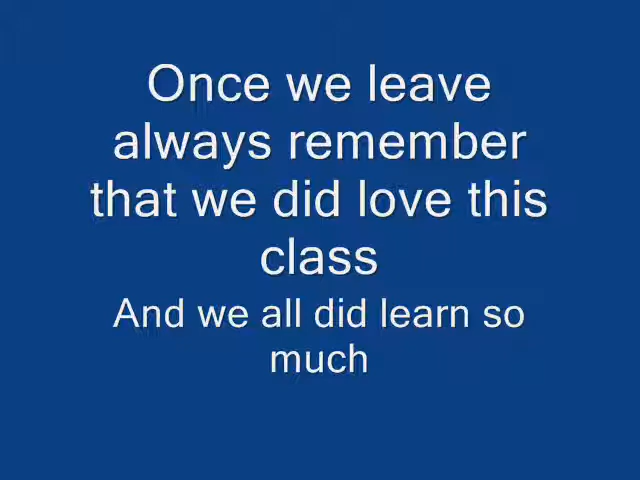 Once we leave
always remember
that we did love this
class
And we all did learn so
much